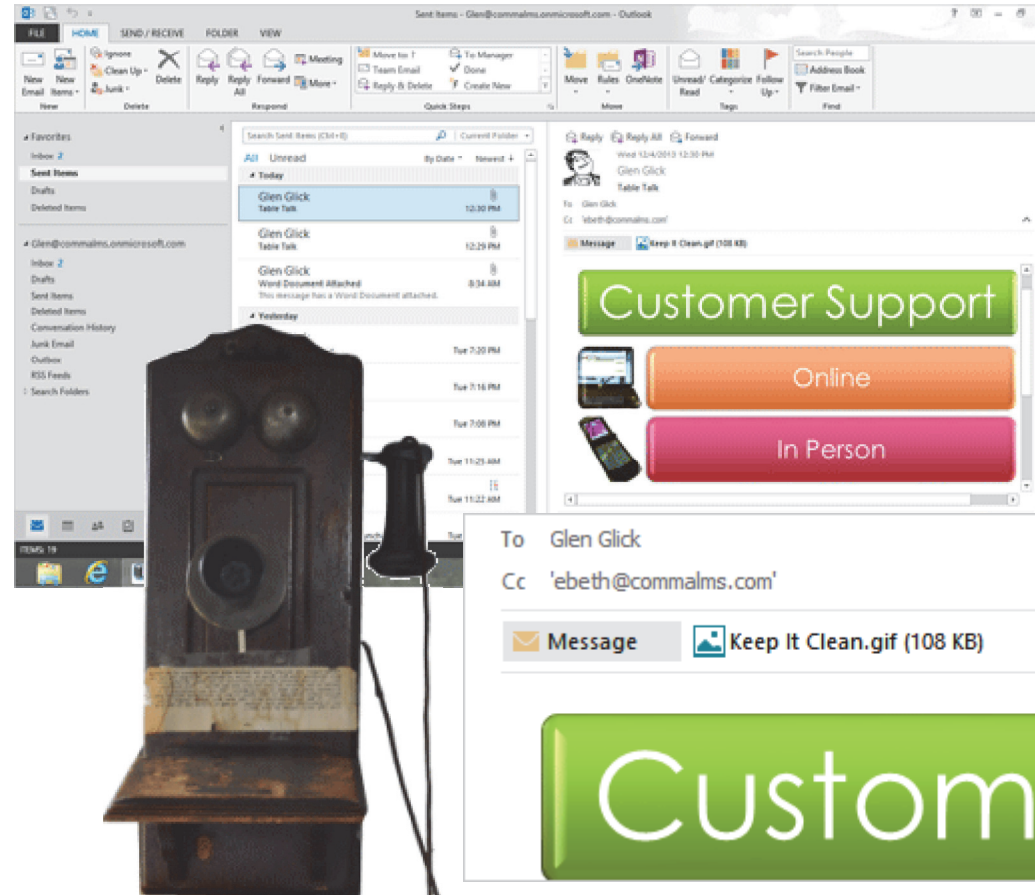 Sent Items - Glen@commalms.onmicrosoft.com - Outlook
FILE HOME SEND / RECEIVE FOLDER VIEW
New Email
New Items
Ignore
Clean Up
Junk
Delete
Reply
Reply All
Forward
Meeting
More
Move to: ?
Team Email
Reply & Delete
To Manager
Done
Create New
Move
Rules
OneNote
Unread/ Read
Categorize
Follow Up
Search People
Address Book
Filter Email
New Delete Respond Quick Steps Move Tags Find
Favorites
Inbox 2
Sent Items
Drafts
Deleted Items
Glen@commalms.onmicrosoft.com
Inbox 2
Drafts
Sent Items
Deleted Items
Conversation History
Junk Email
Outbox
RSS Feeds
Search Folders
ITEMS: 19
Search Sent Items (Ctrl+E) Current Folder
All Unread By Date Newest
Today
Glen Glick
Table Talk 12:30 PM
Glen Glick
Table Talk 12:29 PM
Glen Glick
Word Document Attached 8:34 AM
This message has a Word Document attached.
Yesterday
Tue 7:20 PM
Tue 7:16 PM
Tue 7:06 PM
Tue 11:25 AM
Tue 11:22 AM
Tue
Reply Reply All Forward
Wed 12/4/2013 12:30 PM
Glen Glick
Table Talk
To Glen Glick
Cc 'ebeth@commalms.com'
Message Keep It Clean.gif (108 KB)
Customer Support
Online
In Person
To Glen Glick
Cc 'ebeth@commalms.com'
Message Keep It Clean.gif (108 KB)
Custom